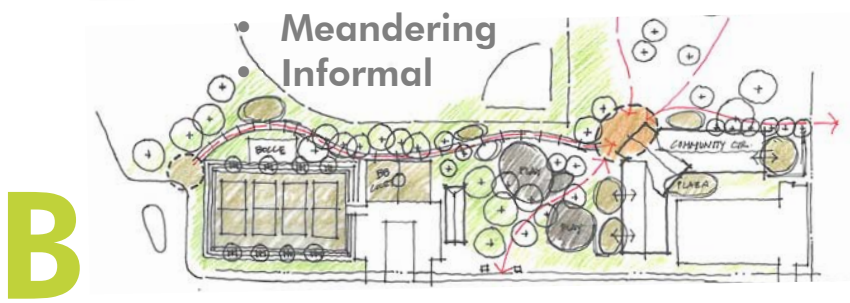 • Meandering
• Informal
B
BOCCE
COMMUNITY CTR.
PLAY
PLAZA
PLAY